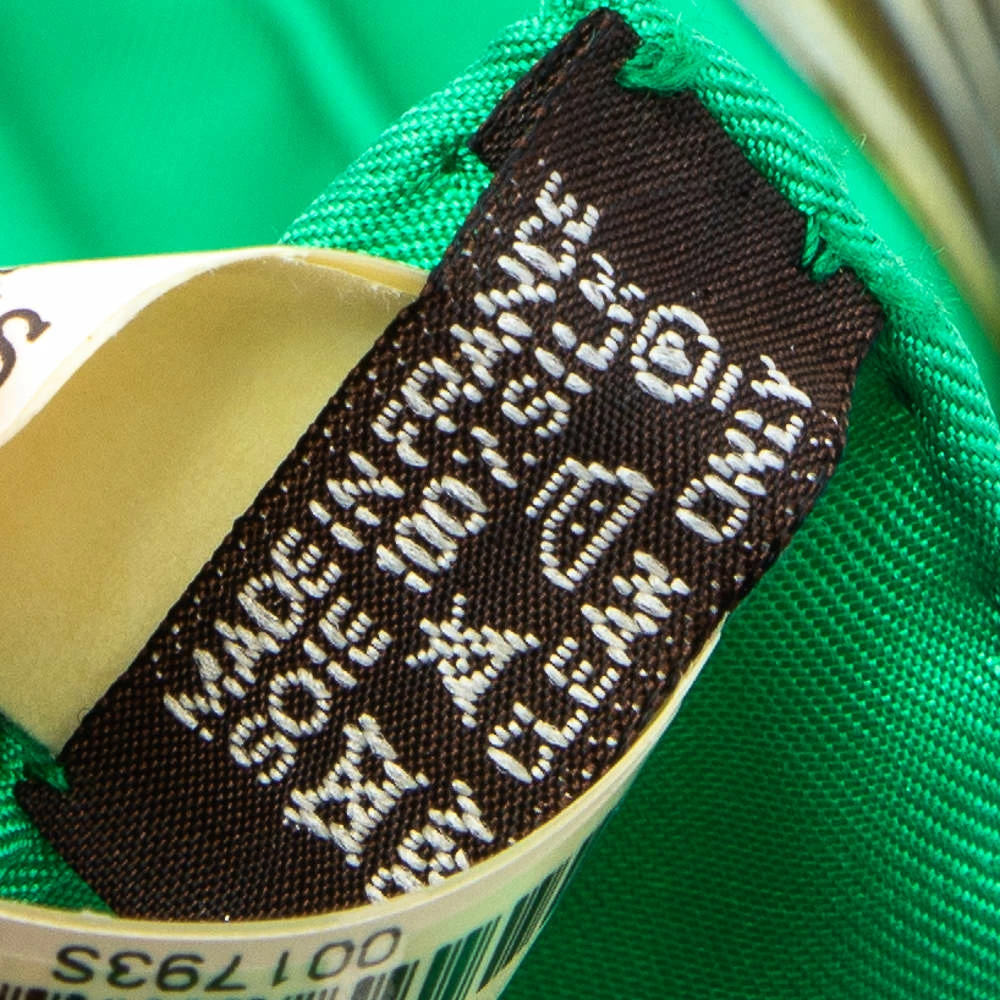 MADE IN FRANCE
SOIE 100% SILK
P
DRY CLEAN ONLY
001793S
S